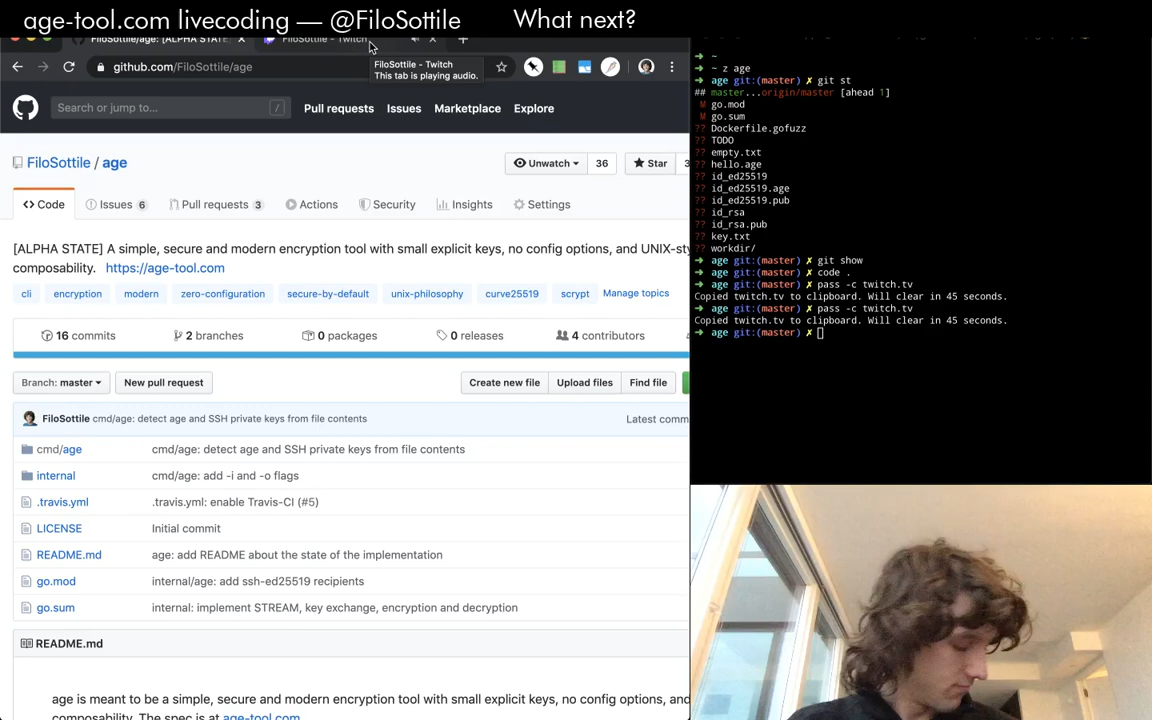 age-tool.com livecoding — @FiloSottile What next?
FiloSottile/age: [ALPHA STATE]
FiloSottile - Twitch
github.com/FiloSottile/age
FiloSottile - Twitch
This tab is playing audio.
Search or jump to... /
Pull requests Issues Marketplace Explore
FiloSottile / age
Unwatch 36 Star
Code Issues 6 Pull requests 3 Actions Security Insights Settings
[ALPHA STATE] A simple, secure and modern encryption tool with small explicit keys, no config options, and UNIX-sty
composability. https://age-tool.com
cli encryption modern zero-configuration secure-by-default unix-philosophy curve25519 scrypt Manage topics
16 commits 2 branches 0 packages 0 releases 4 contributors
Branch: master New pull request Create new file Upload files Find file
FiloSottile cmd/age: detect age and SSH private keys from file contents Latest comm
cmd/age cmd/age: detect age and SSH private keys from file contents
internal cmd/age: add -i and -o flags
.travis.yml .travis.yml: enable Travis-CI (#5)
LICENSE Initial commit
README.md age: add README about the state of the implementation
go.mod internal/age: add ssh-ed25519 recipients
go.sum internal: implement STREAM, key exchange, encryption and decryption
README.md
age is meant to be a simple, secure and modern encryption tool with small explicit keys, no config options, and
composability. The spec is at age-tool.com
➜ ~
➜ ~ z age
➜ age git:(master) ✗ git st
## master...origin/master [ahead 1]
M go.mod
M go.sum
?? Dockerfile.gofuzz
?? TODO
?? empty.txt
?? hello.age
?? id_ed25519
?? id_ed25519.age
?? id_ed25519.pub
?? id_rsa
?? id_rsa.pub
?? key.txt
?? workdir/
➜ age git:(master) ✗ git show
➜ age git:(master) ✗ code .
➜ age git:(master) ✗ pass -c twitch.tv
Copied twitch.tv to clipboard. Will clear in 45 seconds.
➜ age git:(master) ✗ pass -c twitch.tv
Copied twitch.tv to clipboard. Will clear in 45 seconds.
➜ age git:(master) ✗